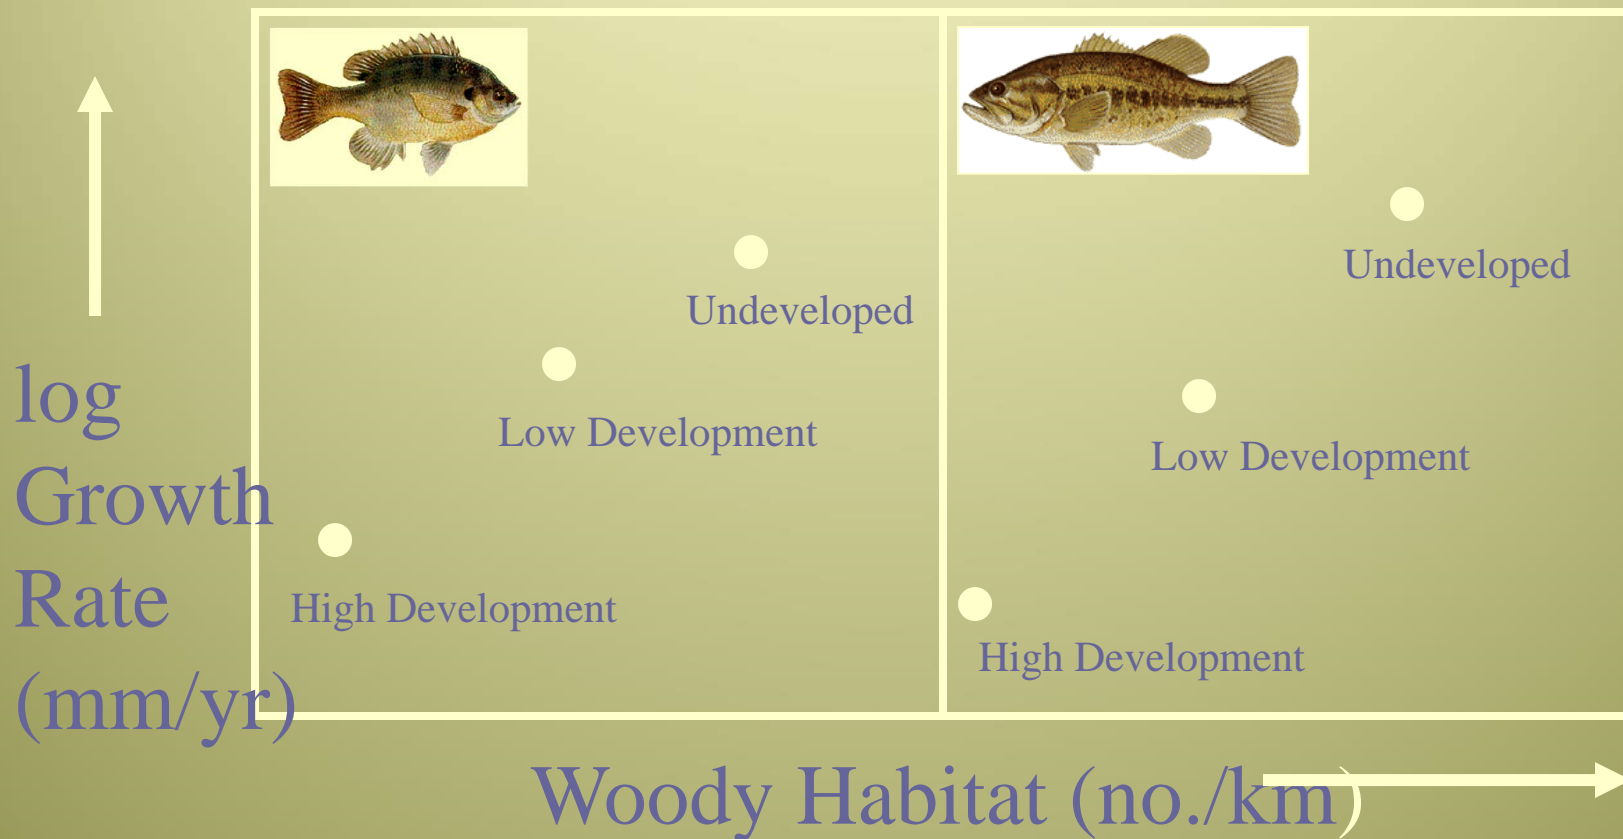 log
Growth
Rate
(mm/yr)
Undeveloped
Low Development
High Development
Undeveloped
Low Development
High Development
Woody Habitat (no./km)